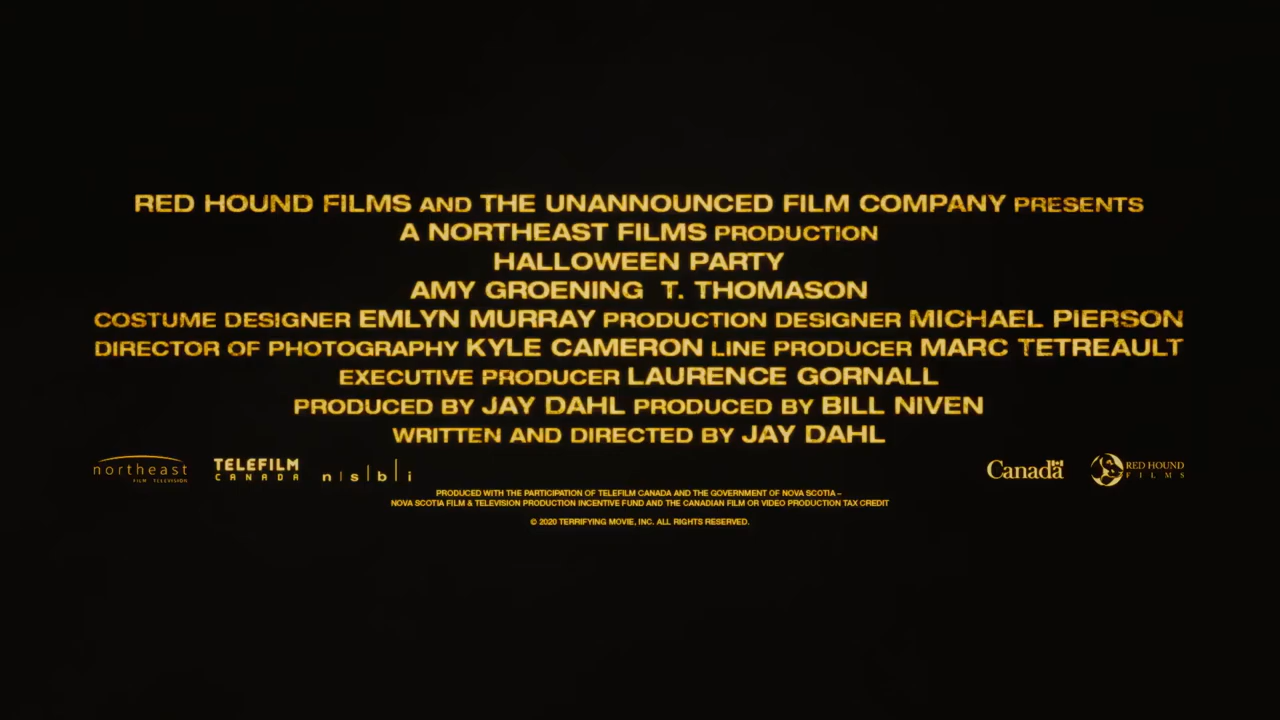 RED HOUND FILMS AND THE UNANNOUNCED FILM COMPANY PRESENTS
A NORTHEAST FILMS PRODUCTION
HALLOWEEN PARTY
AMY GROENING T. THOMASON
COSTUME DESIGNER EMLYN MURRAY PRODUCTION DESIGNER MICHAEL PIERSON
DIRECTOR OF PHOTOGRAPHY KYLE CAMERON LINE PRODUCER MARC TETREAULT
EXECUTIVE PRODUCER LAURENCE GORNALL
PRODUCED BY JAY DAHL PRODUCED BY BILL NIVEN
WRITTEN AND DIRECTED BY JAY DAHL
northeast
FILM TELEVISION
TELEFILM
CANADA
n|s|b|i
Canada
RED HOUND
FILMS
PRODUCED WITH THE PARTICIPATION OF TELEFILM CANADA AND THE GOVERNMENT OF NOVA SCOTIA –
NOVA SCOTIA FILM & TELEVISION PRODUCTION INCENTIVE FUND AND THE CANADIAN FILM OR VIDEO PRODUCTION TAX CREDIT
© 2020 TERRIFYING MOVIE, INC. ALL RIGHTS RESERVED.